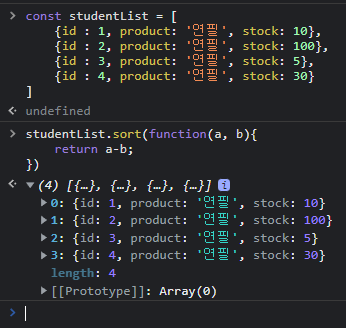 > const studentList = [
{id : 1, product: '연필', stock: 10},
{id : 2, product: '연필', stock: 100},
{id : 3, product: '연필', stock: 5},
{id : 4, product: '연필', stock: 30}
]
undefined
> studentList.sort(function(a, b){
return a-b;
})
▼ (4) [{…}, {…}, {…}, {…}] i
▶ 0: {id: 1, product: '연필', stock: 10}
▶ 1: {id: 2, product: '연필', stock: 100}
▶ 2: {id: 3, product: '연필', stock: 5}
▶ 3: {id: 4, product: '연필', stock: 30}
length: 4
▶ [[Prototype]]: Array(0)
>